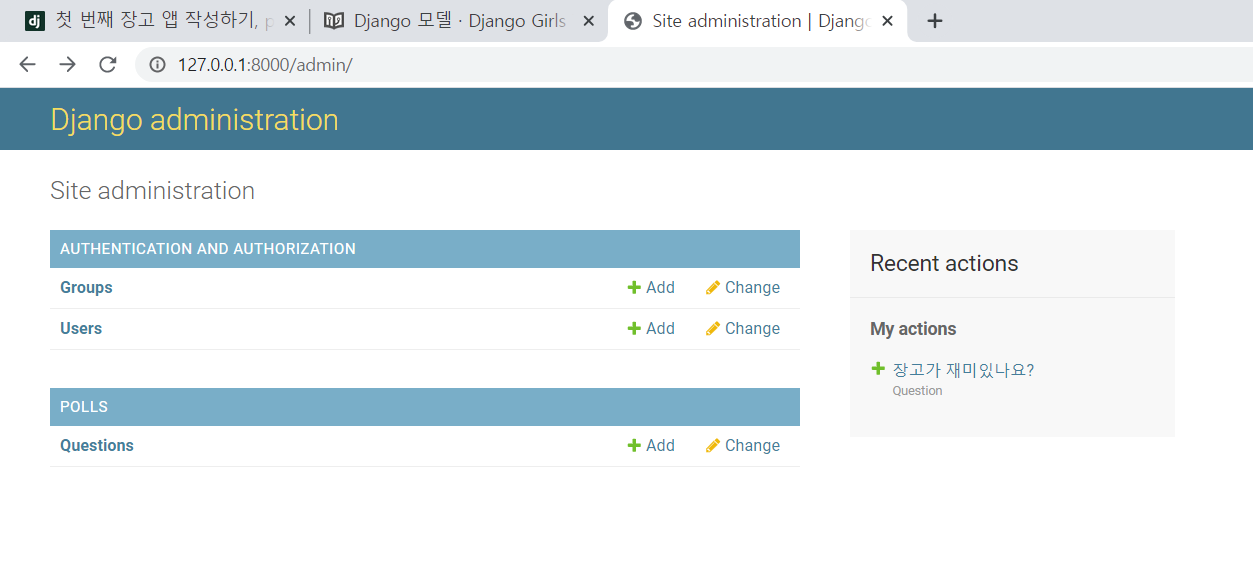 dj 첫 번째 장고 앱 작성하기, Django 모델 · Django Girls Site administration | Django
127.0.0.1:8000/admin/
Django administration
Site administration
AUTHENTICATION AND AUTHORIZATION
Groups Add Change
Users Add Change
POLLS
Questions Add Change
Recent actions
My actions
장고가 재미있나요?
Question